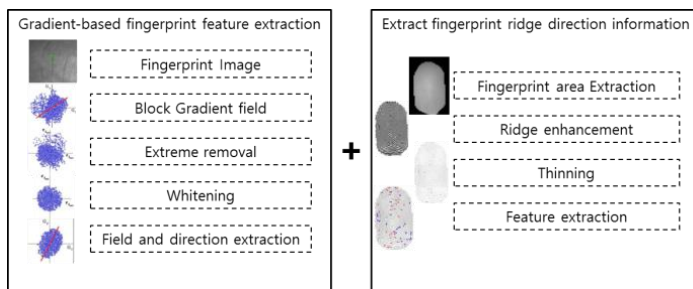 Gradient-based fingerprint feature extraction
Fingerprint Image
Block Gradient field
Extreme removal
Whitening
Field and direction extraction
+
Extract fingerprint ridge direction information
Fingerprint area Extraction
Ridge enhancement
Thinning
Feature extraction